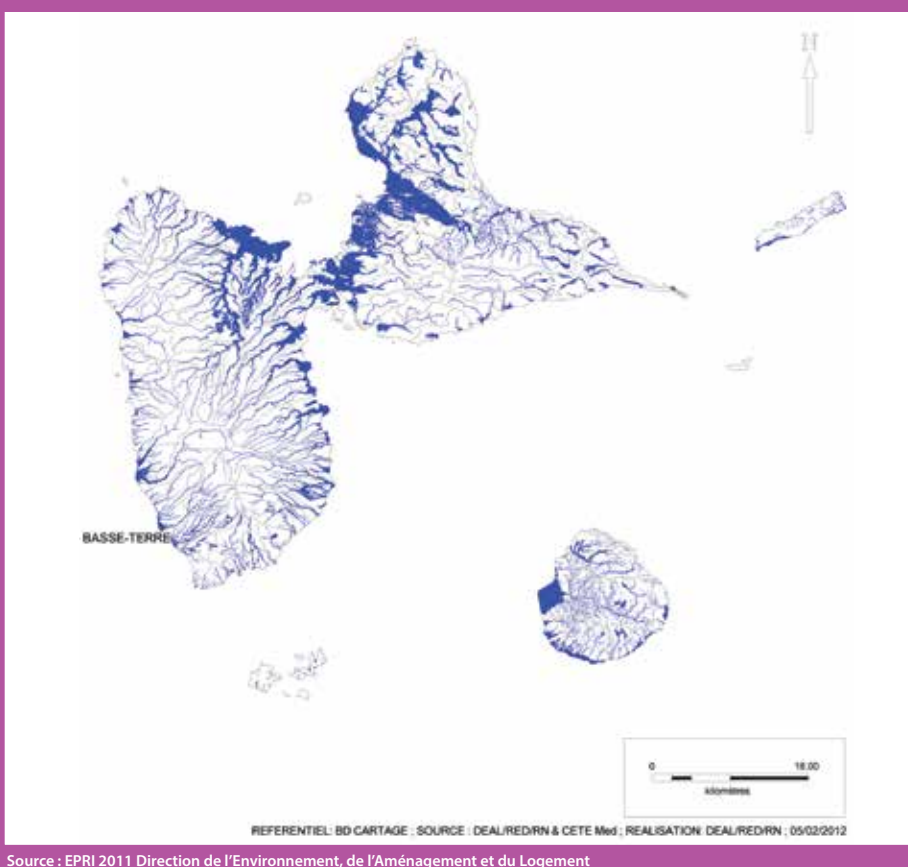 N
BASSE-TERRE
0 16.00
kilomètres
REFERENTIEL: BD CARTAGE ; SOURCE : DEAL/RED/RN & CETE Med ; REALISATION: DEAL/RED/RN ; 05/02/2012
Source : EPRI 2011 Direction de l'Environnement, de l'Aménagement et du Logement